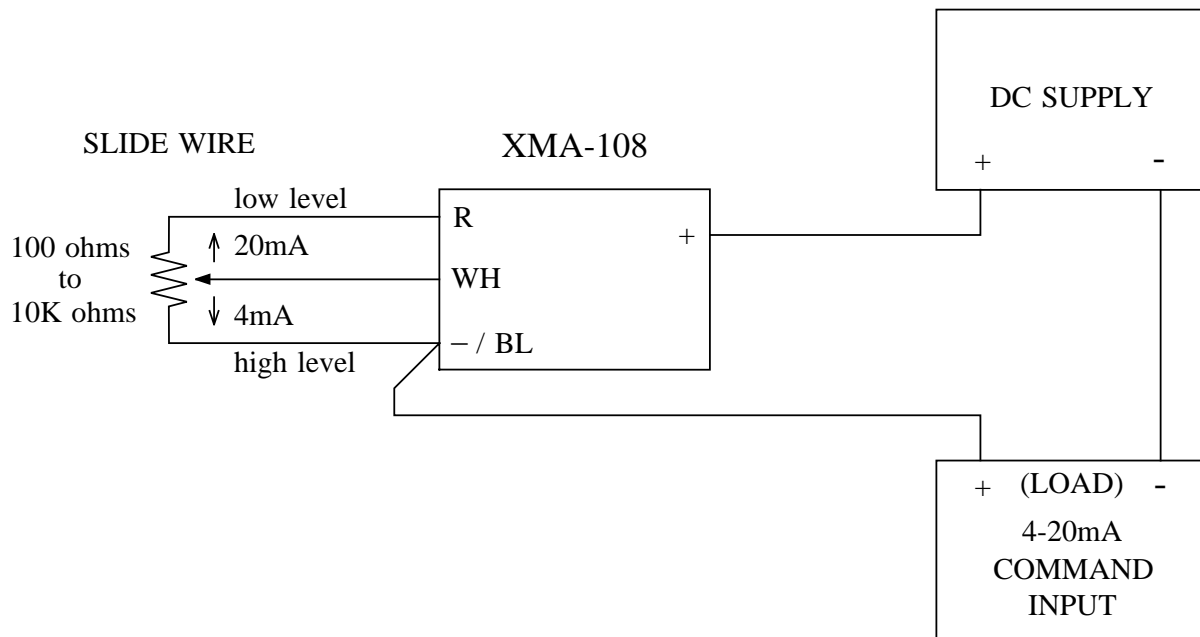 DC SUPPLY
+ -
SLIDE WIRE
XMA-108
low level
R
100 ohms
to
10K ohms
20mA
+
WH
4mA
− / BL
high level
+ (LOAD) -
4-20mA
COMMAND
INPUT